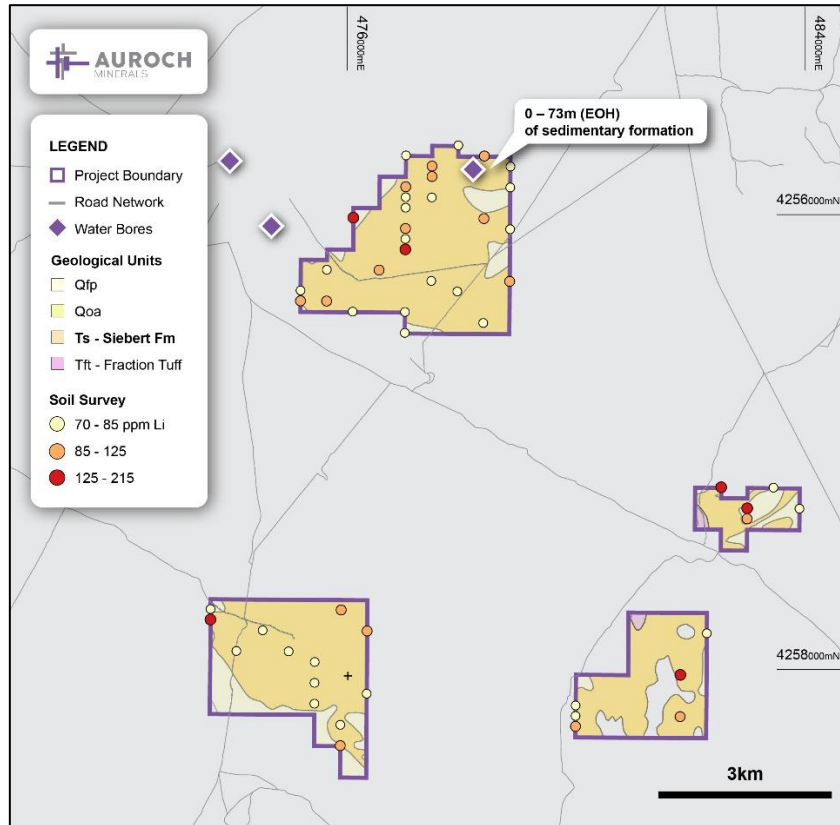 AUROCH
MINERALS
476000mE
484000mE
0 – 73m (EOH)
of sedimentary formation
LEGEND
Project Boundary
Road Network
Water Bores
Geological Units
Qfp
Qoa
Ts - Siebert Fm
Tft - Fraction Tuff
Soil Survey
70 - 85 ppm Li
85 - 125
125 - 215
4256000mN
4258000mN
3km